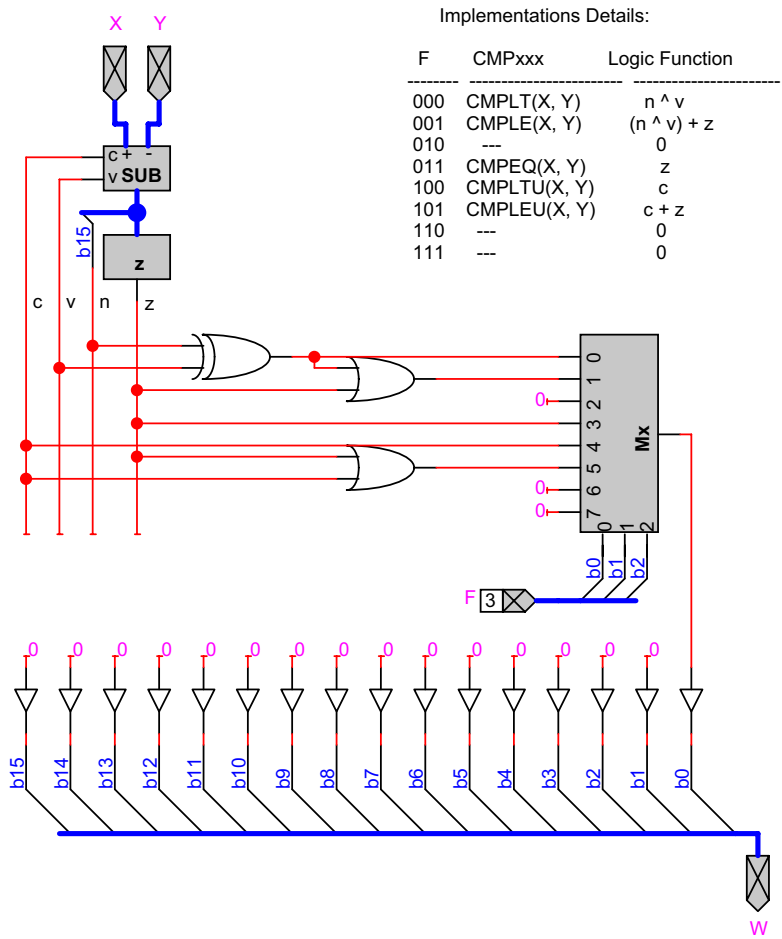 Implementations Details:
X Y
F CMPxxx Logic Function
-------- ------------------------ -----------------------
000 CMPLT(X, Y) n ^ v
001 CMPLE(X, Y) (n ^ v) + z
010 --- 0
011 CMPEQ(X, Y) z
100 CMPLTU(X, Y) c
101 CMPLEU(X, Y) c + z
110 --- 0
111 --- 0
c + -
v SUB
b15
z
c v n z
0
1
0 2
3
4
5
0 6
0 7
Mx
0 1 2
b0 b1 b2
F 3
0 0 0 0 0 0 0 0 0 0 0 0 0 0 0
b15 b14 b13 b12 b11 b10 b9 b8 b7 b6 b5 b4 b3 b2 b1 b0
W